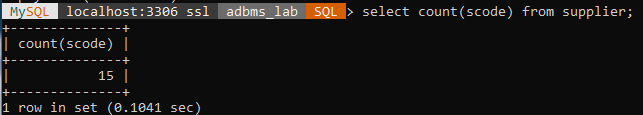 MySQL localhost:3306 ssl adbms_lab SQL > select count(scode) from supplier;
+--------------+
| count(scode) |
+--------------+
|           15 |
+--------------+
1 row in set (0.1041 sec)